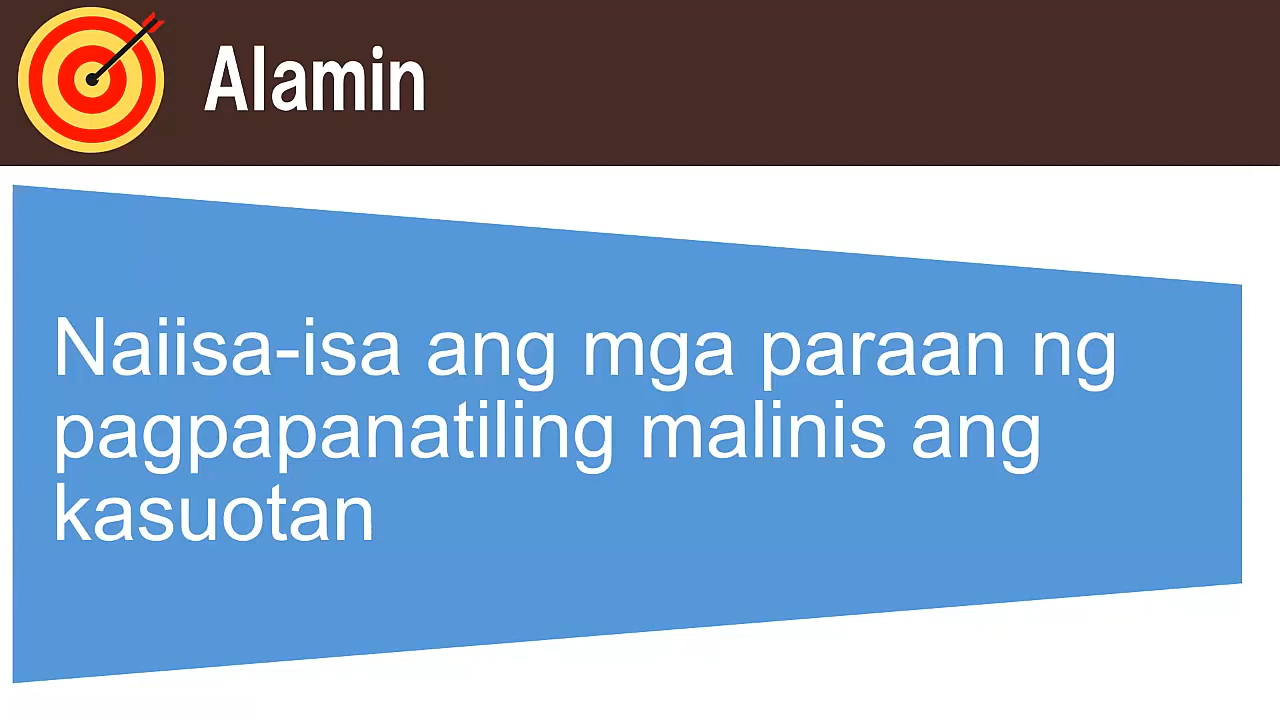 Alamin
Naiisa-isa ang mga paraan ng
pagpapanatiling malinis ang
kasuotan